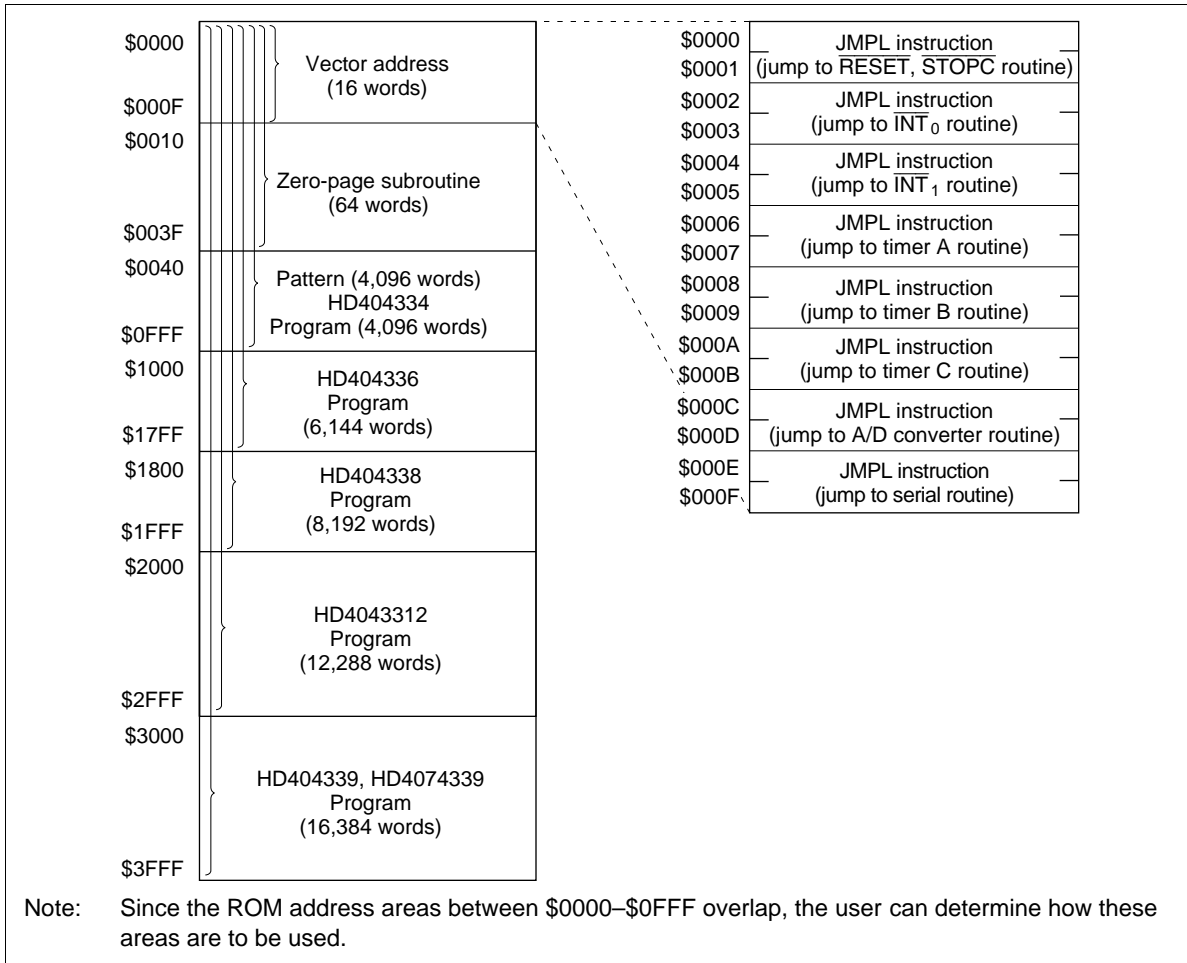 $0000
Vector address
(16 words)
$000F
$0010
Zero-page subroutine
(64 words)
$003F
$0040
Pattern (4,096 words)
HD404334
Program (4,096 words)
$0FFF
$1000
HD404336
Program
(6,144 words)
$17FF
$1800
HD404338
Program
(8,192 words)
$1FFF
$2000
HD4043312
Program
(12,288 words)
$2FFF
$3000
HD404339, HD4074339
Program
(16,384 words)
$3FFF
$0000
JMPL instruction
$0001
(jump to RESET, STOPC routine)
$0002
JMPL instruction
$0003
(jump to INT0 routine)
$0004
JMPL instruction
$0005
(jump to INT1 routine)
$0006
JMPL instruction
$0007
(jump to timer A routine)
$0008
JMPL instruction
$0009
(jump to timer B routine)
$000A
JMPL instruction
$000B
(jump to timer C routine)
$000C
JMPL instruction
$000D
(jump to A/D converter routine)
$000E
JMPL instruction
$000F
(jump to serial routine)
Note: Since the ROM address areas between $0000–$0FFF overlap, the user can determine how these
areas are to be used.